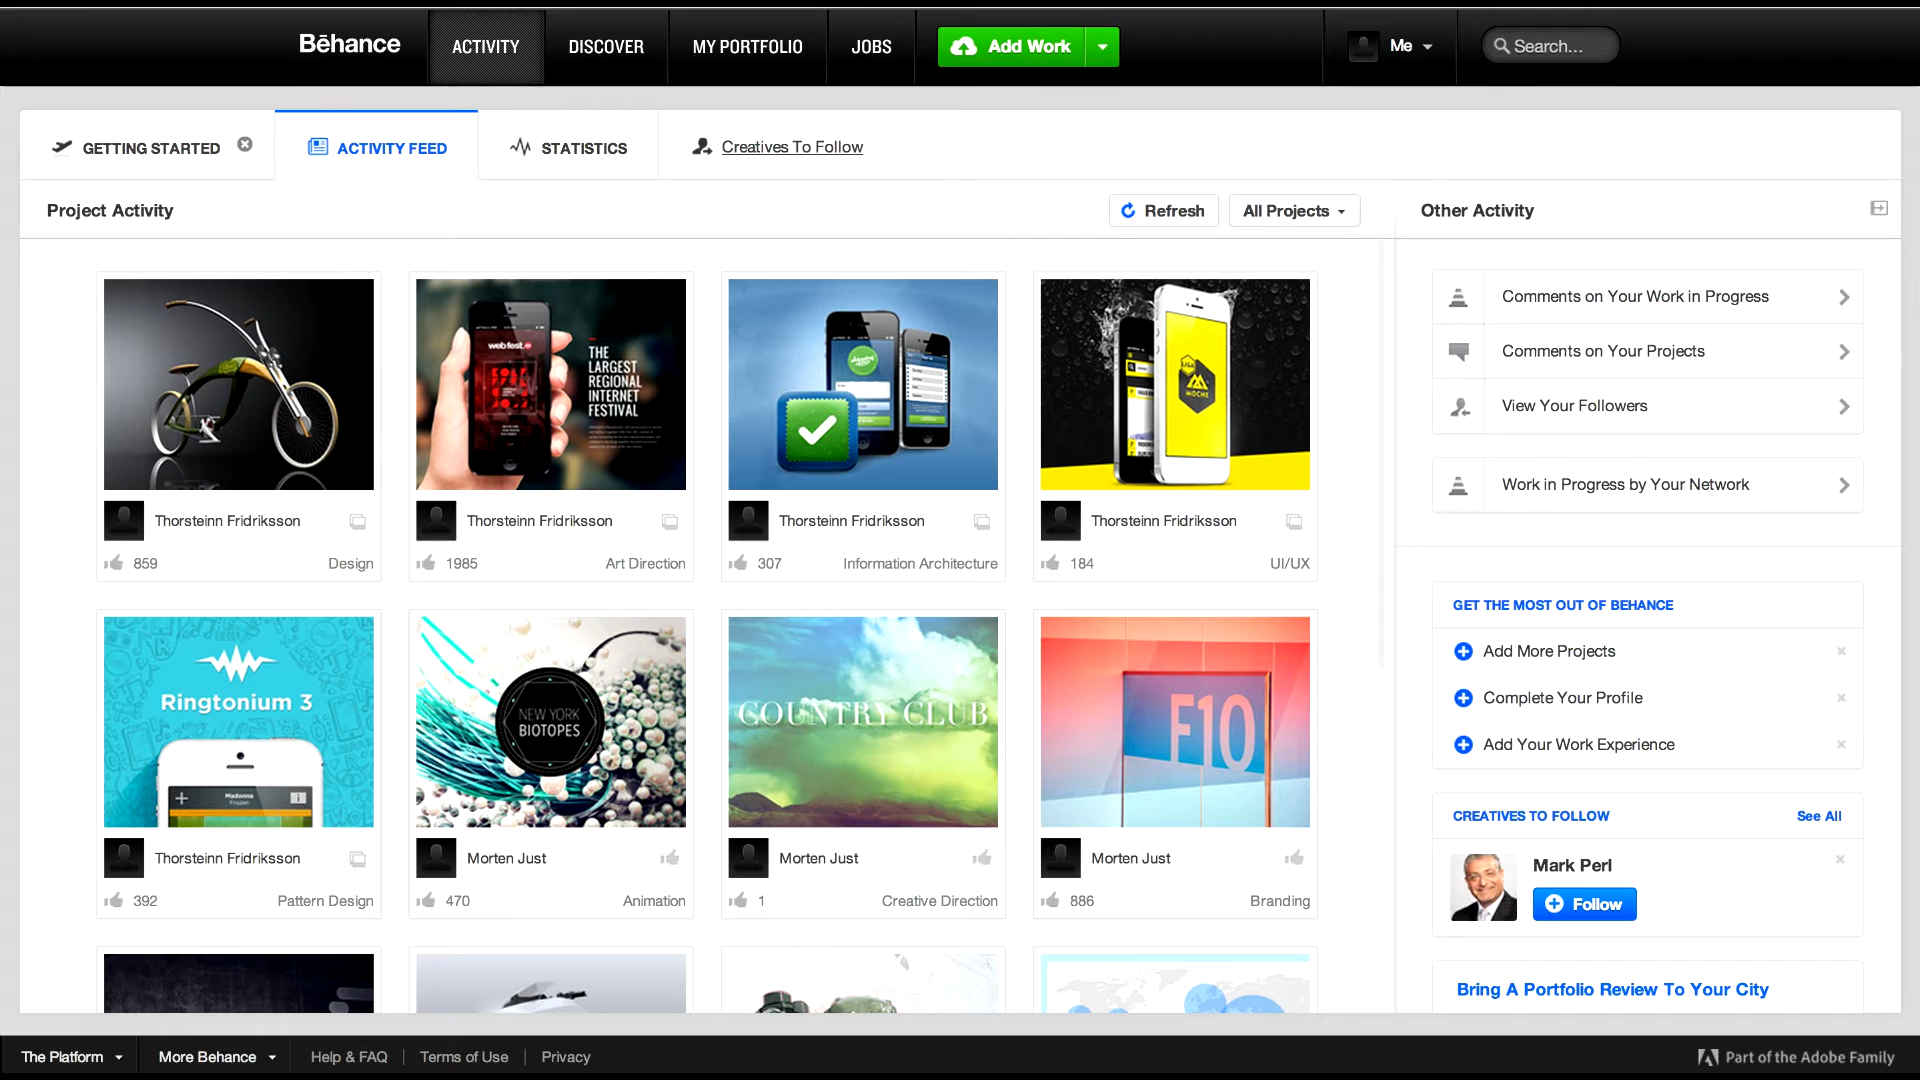 Bēhance
ACTIVITY
DISCOVER
MY PORTFOLIO
JOBS
Add Work
Me
Search...
GETTING STARTED
ACTIVITY FEED
STATISTICS
Creatives To Follow
Project Activity
Refresh
All Projects
Other Activity
webfest.
THE
LARGEST
REGIONAL
INTERNET
FESTIVAL
LIGA
MOCHE
Thorsteinn Fridriksson
859
Design
Thorsteinn Fridriksson
1985
Art Direction
Thorsteinn Fridriksson
307
Information Architecture
Thorsteinn Fridriksson
184
UI/UX
Comments on Your Work in Progress
Comments on Your Projects
View Your Followers
Work in Progress by Your Network
Ringtonium 3
Madonna
Frozen
NEW YORK
BIOTOPES
COUNTRY CLUB
F10
Thorsteinn Fridriksson
392
Pattern Design
Morten Just
470
Animation
Morten Just
1
Creative Direction
Morten Just
886
Branding
GET THE MOST OUT OF BEHANCE
Add More Projects
Complete Your Profile
Add Your Work Experience
CREATIVES TO FOLLOW
See All
Mark Perl
Follow
Bring A Portfolio Review To Your City
The Platform
More Behance
Help & FAQ
Terms of Use
Privacy
Part of the Adobe Family